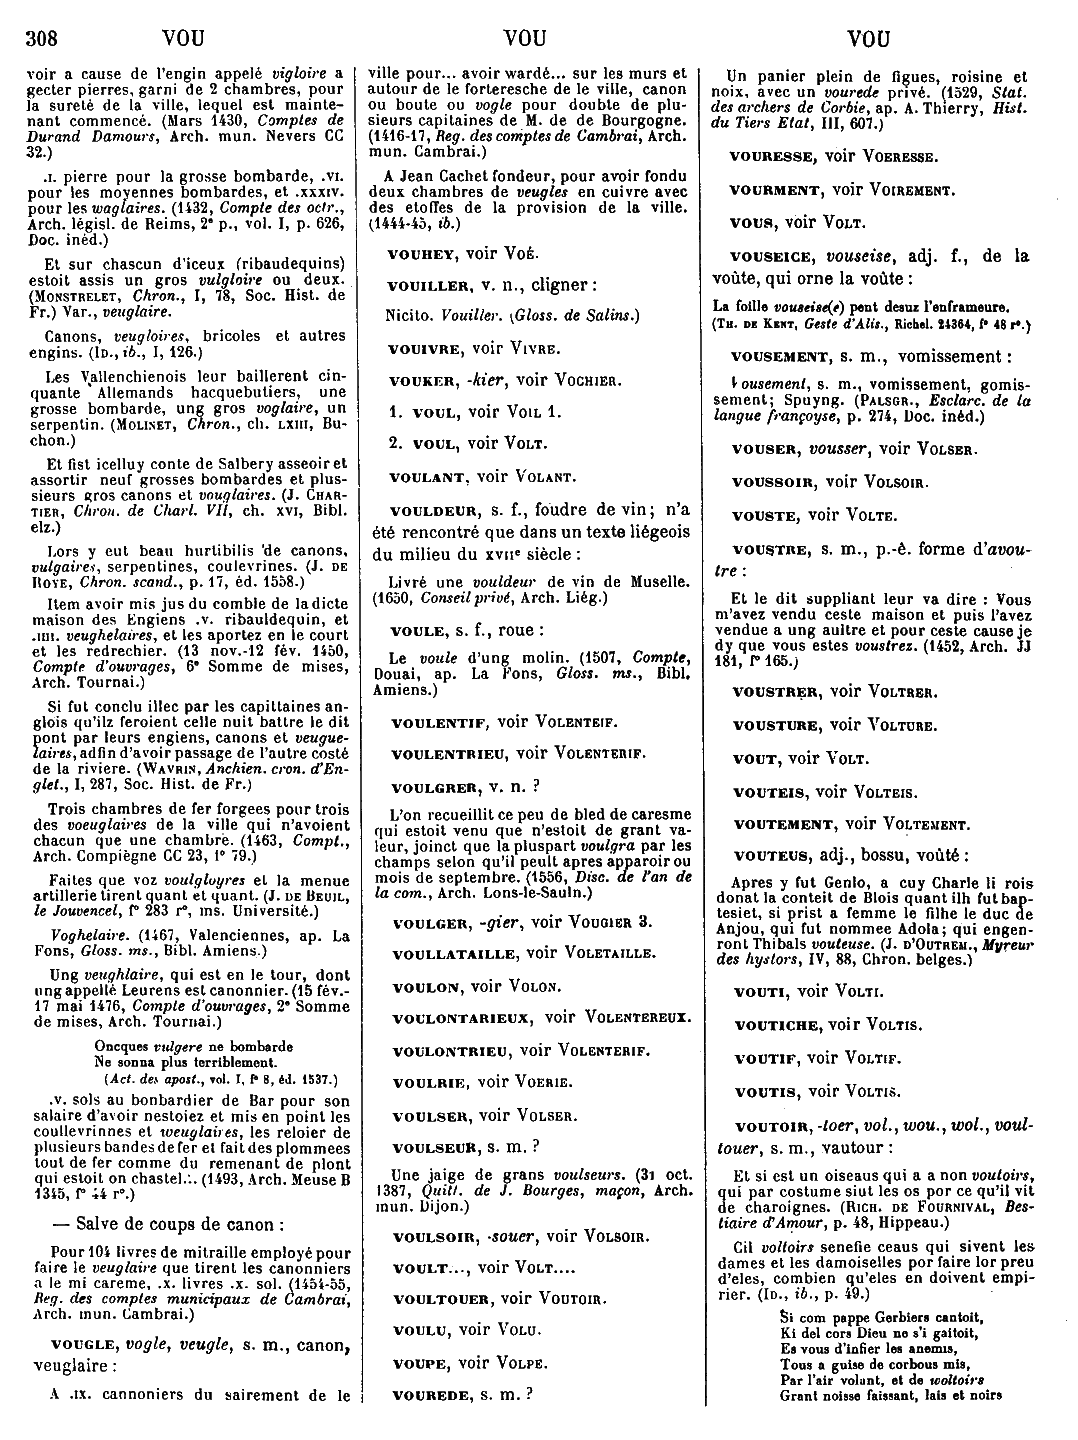 308 VOU VOU VOU
voir a cause de l'engin appelé vigloire a
gecter pierres, garni de 2 chambres, pour
la sureté de la ville, lequel est mainte-
nant commencé. (Mars 1430, Comptes de
Durand Damours, Arch. mun. Nevers CC
32.)
.I. pierre pour la grosse bombarde, .VI.
pour les moyennes bombardes, et .XXXIV.
pour les waglaires. (1432, Compte des octr.,
Arch. législ. de Reims, 2e p., vol. I, p. 626,
Doc. inéd.)
Et sur chascun d'iceux (ribaudequins)
estoit assis un gros vulgloire ou deux.
(MONSTRELET, Chron., I, 78, Soc. Hist. de
Fr.) Var., veuglaire.
Canons, veugloires, bricoles et autres
engins. (ID., ib., I, 126.)
Les Vallenchienois leur baillerent cin-
quante Allemands hacquebutiers, une
grosse bombarde, ung gros voglaire, un
serpentin. (MOLINET, Chron., ch. LXIII, Bu-
chon.)
Et fist icelluy conte de Salbery asseoir et
assortir neuf grosses bombardes et plus-
sieurs gros canons et vouglaires. (J. CHAR-
TIER, Chron. de Charl. VII, ch. XVI, Bibl.
elz.)
Lors y eut beau hurtibilis de canons,
vulgaires, serpentines, coulevrines. (J. DE
ROYE, Chron. scand., p. 17, éd. 1558.)
Item avoir mis jus du comble de la dicte
maison des Engiens .V. ribauldequin, et
.IIII. veughelaires, et les aportez en le court
et les redrechier. (13 nov.-12 fév. 1450,
Compte d'ouvrages, 6e Somme de mises,
Arch. Tournai.)
Si fut conclu illec par les capittaines an-
glois qu'ilz feroient celle nuit battre le dit
pont par leurs engiens, canons et veugue-
laires, adfin d'avoir passage de l'autre costé
de la riviere. (WAVRIN, Anchien. cron. d'En-
glet., I, 287, Soc. Hist. de Fr.)
Trois chambres de fer forgees pour trois
des voeuglaires de la ville qui n'avoient
chacun que une chambre. (1463, Compt.,
Arch. Compiègne CC 23, f° 79.)
Faites que voz voulgloyres et la menue
artillerie tirent quant et quant. (J. DE BEUIL,
le Jouvencel, f° 283 r°, ms. Université.)
Voghelaire. (1467, Valenciennes, ap. La
Fons, Gloss. ms., Bibl. Amiens.)
Ung veughlaire, qui est en le tour, dont
ung appellé Leurens est canonnier. (15 fév.-
17 mai 1476, Compte d'ouvrages, 2e Somme
de mises, Arch. Tournai.)
Oncques vulgere ne bombarde
Ne sonna plus terriblement.
(Act. des apost., vol. I, f° 8, éd. 1537.)
.V. sols au bonbardier de Bar pour son
salaire d'avoir nestoiez et mis en point les
coullevrinnes et weuglaires, les reloier de
plusieurs bandes de fer et fait des plommees
tout de fer comme du remenant de plont
qui estoit on chastel... (1493, Arch. Meuse B
1345, f° 44 r°.)
— Salve de coups de canon :
Pour 104 livres de mitraille employé pour
faire le veuglaire que tirent les canonniers
a le mi careme, .X. livres .X. sol. (1454-55,
Reg. des comptes municipaux de Cambrai,
Arch. mun. Cambrai.)
VOUGLE, vogle, veugle, s. m., canon,
veuglaire :
A .IX. cannoniers du sairement de le
ville pour... avoir wardé... sur les murs et
autour de le forteresche de le ville, canon
ou boute ou vogle pour doubte de plu-
sieurs capitaines de M. de de Bourgogne.
(1416-17, Reg. des comptes de Cambrai, Arch.
mun. Cambrai.)
A Jean Cachet fondeur, pour avoir fondu
deux chambres de veugles en cuivre avec
des etoffes de la provision de la ville.
(1444-45, ib.)
VOUHEY, voir VOÉ.
VOUILLER, v. n., cligner :
Nicito. Vouiller. (Gloss. de Salins.)
VOUIVRE, voir VIVRE.
VOUKER, -kier, voir VOCHIER.
1. VOUL, voir VOIL 1.
2. VOUL, voir VOLT.
VOULANT, voir VOLANT.
VOULDEUR, s. f., foudre de vin ; n'a
été rencontré que dans un texte liégeois
du milieu du XVIIe siècle :
Livré une vouldeur de vin de Muselle.
(1650, Conseil privé, Arch. Liég.)
VOULE, s. f., roue :
Le voule d'ung molin. (1507, Compte,
Douai, ap. La Fons, Gloss. ms., Bibl.
Amiens.)
VOULENTIF, voir VOLENTEIF.
VOULENTRIEU, voir VOLENTERIF.
VOULGRER, v. n. ?
L'on recueillit ce peu de bled de caresme
qui estoit venu que n'estoit de grant va-
leur, joinct que la pluspart voulgra par les
champs selon qu'il peult apres apparoir ou
mois de septembre. (1556, Disc. de l'an de
la com., Arch. Lons-le-Sauln.)
VOULGER, -gier, voir VOUGIER 3.
VOULLATAILLE, voir VOLETAILLE.
VOULON, voir VOLON.
VOULONTARIEUX, voir VOLENTEREUX.
VOULONTRIEU, voir VOLENTERIF.
VOULRIE, voir VOERIE.
VOULSER, voir VOLSER.
VOULSEUR, s. m. ?
Une jaige de grans voulseurs. (31 oct.
1387, Quitt. de J. Bourges, maçon, Arch.
mun. Dijon.)
VOULSOIR, -souer, voir VOLSOIR.
VOULT..., voir VOLT....
VOULTOUER, voir VOUTOIR.
VOULU, voir VOLU.
VOUPE, voir VOLPE.
VOUREDE, s. m. ?
Un panier plein de figues, roisine et
noix, avec un vourede privé. (1529, Stat.
des archers de Corbie, ap. A. Thierry, Hist.
du Tiers Etat, III, 607.)
VOURESSE, voir VOERESSE.
VOURMENT, voir VOIREMENT.
VOUS, voir VOLT.
VOUSEICE, vouseise, adj. f., de la
voûte, qui orne la voûte :
La foille vouseise(e) pent desuz l'enframeure.
(TH. DE KENT, Geste d'Alis., Richel. 24364, f° 48 r°.)
VOUSEMENT, s. m., vomissement :
Vousement, s. m., vomissement, gomis-
sement; Spuyng. (PALSGR., Esclarc. de la
langue françoyse, p. 274, Doc. inéd.)
VOUSER, vousser, voir VOLSER.
VOUSSOIR, voir VOLSOIR.
VOUSTE, voir VOLTE.
VOUSTRE, s. m., p.-ê. forme d'avou-
tre :
Et le dit suppliant leur va dire : Vous
m'avez vendu ceste maison et puis l'avez
vendue a ung aultre et pour ceste cause je
dy que vous estes voustrez. (1452, Arch. JJ
181, f° 165.)
VOUSTRER, voir VOLTRER.
VOUSTURE, voir VOLTURE.
VOUT, voir VOLT.
VOUTEIS, voir VOLTEIS.
VOUTEMENT, voir VOLTEMENT.
VOUTEUS, adj., bossu, voûté :
Apres y fut Genlo, a cuy Charle li rois
donat la conteit de Blois quant ilh fut bap-
tesiet, si prist a femme le filhe le duc de
Anjou, qui fut nommee Adola ; qui engen-
ront Thibals vouteuse. (J. D'OUTREM., Myreur
des hystors, IV, 88, Chron. belges.)
VOUTI, voir VOLTI.
VOUTICHE, voir VOLTIS.
VOUTIF, voir VOLTIF.
VOUTIS, voir VOLTIS.
VOUTOIR, -toer, vol., wou., wol., voul-
touer, s. m., vautour :
Et si est un oiseaus qui a a non voutoirs,
qui par costume siut les os por ce qu'il vit
de charoignes. (RICH. DE FOURNIVAL, Bes-
tiaire d'Amour, p. 48, Hippeau.)
Cil voltoirs senefie ceaus qui sivent les
dames et les damoiselles por faire lor preu
d'eles, combien qu'eles en doivent empi-
rier. (ID., ib., p. 49.)
Si com pappe Gerbiers cantoit,
Ki del cors Dieu ne s'i gaitoit,
Es vous d'infier les anemis,
Tous a guise de corbous mis,
Par l'air volant, et de woltoirs
Grant noisse faissant, lais et noirs